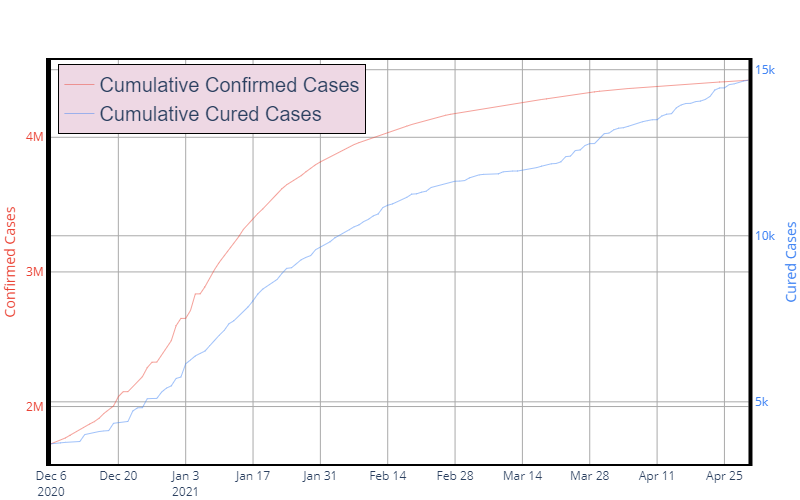 Cumulative Confirmed Cases
Cumulative Cured Cases
15k
4M
10k
3M
5k
2M
Confirmed Cases
Cured Cases
Dec 6 Dec 20 Jan 3 Jan 17 Jan 31 Feb 14 Feb 28 Mar 14 Mar 28 Apr 11 Apr 25
2020 2021